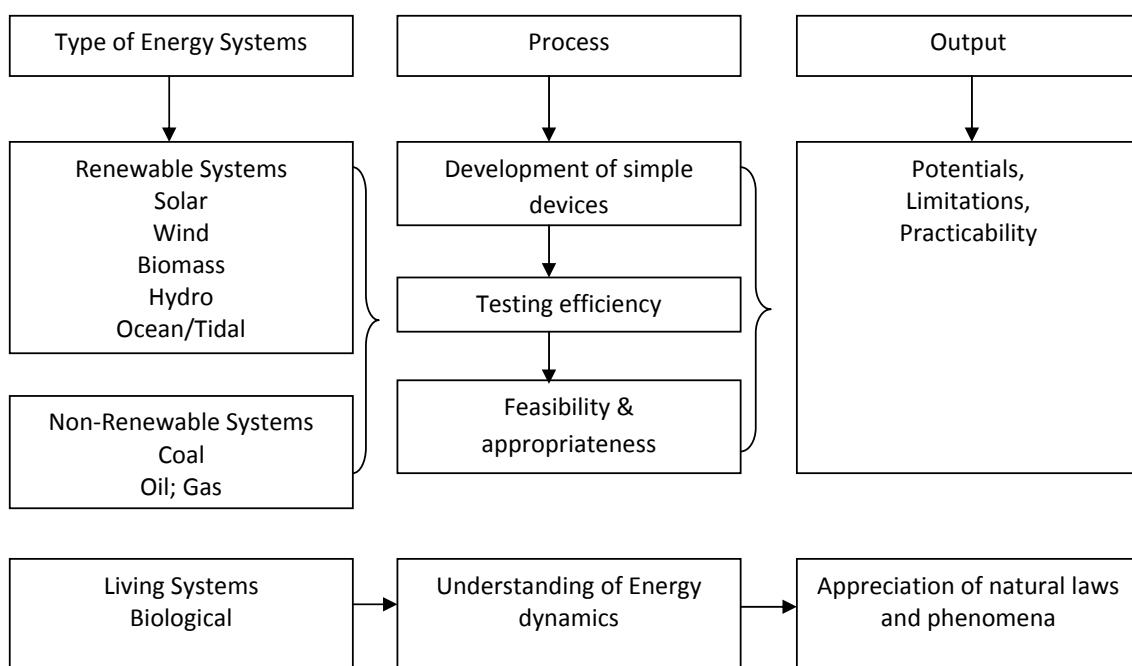 Type of Energy Systems
Process
Output
Renewable Systems
Solar
Wind
Biomass
Hydro
Ocean/Tidal
Non-Renewable Systems
Coal
Oil; Gas
Development of simple
devices
Testing efficiency
Feasibility &
appropriateness
Potentials,
Limitations,
Practicability
Living Systems
Biological
Understanding of Energy
dynamics
Appreciation of natural laws
and phenomena